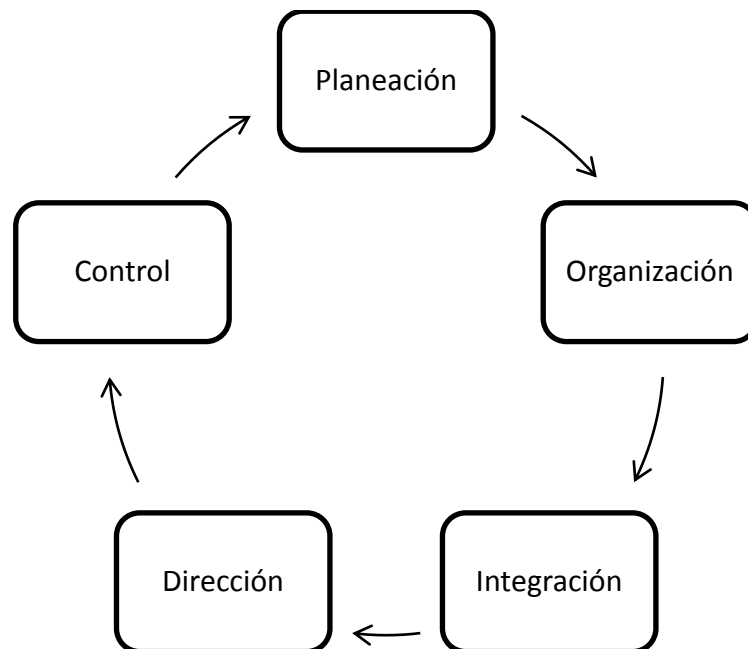 Planeación
Organización
Integración
Dirección
Control